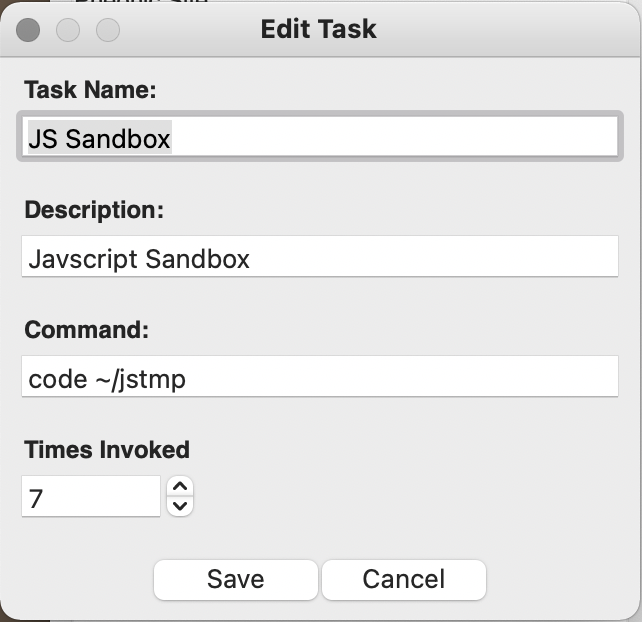 Edit Task
Task Name:
JS Sandbox
Description:
Javscript Sandbox
Command:
code ~/jstmp
Times Invoked
7
Save Cancel